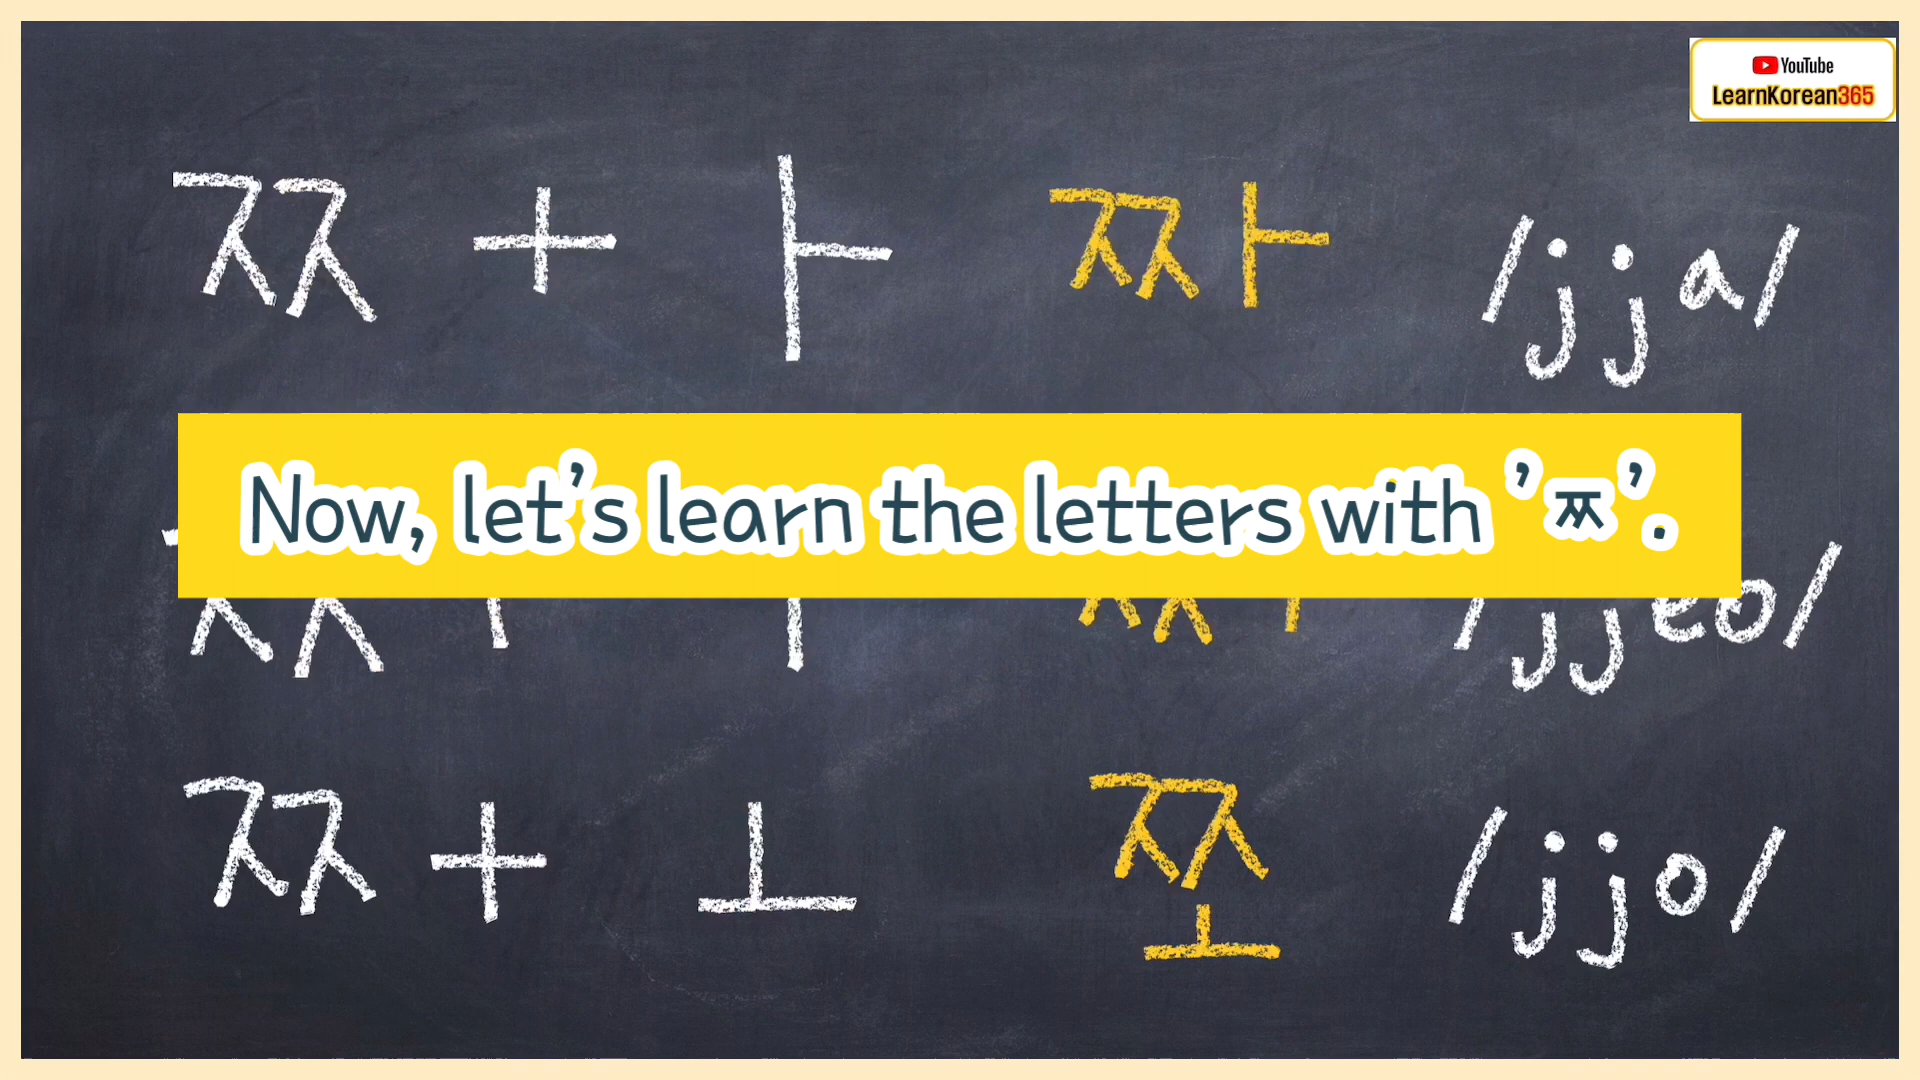 YouTube
LearnKorean365
ㅉ + ㅏ 짜 /jja/
Now, let's learn the letters with 'ㅉ'.
ㅉ /jjeo/
ㅉ + ㅗ 쪼 /jjo/